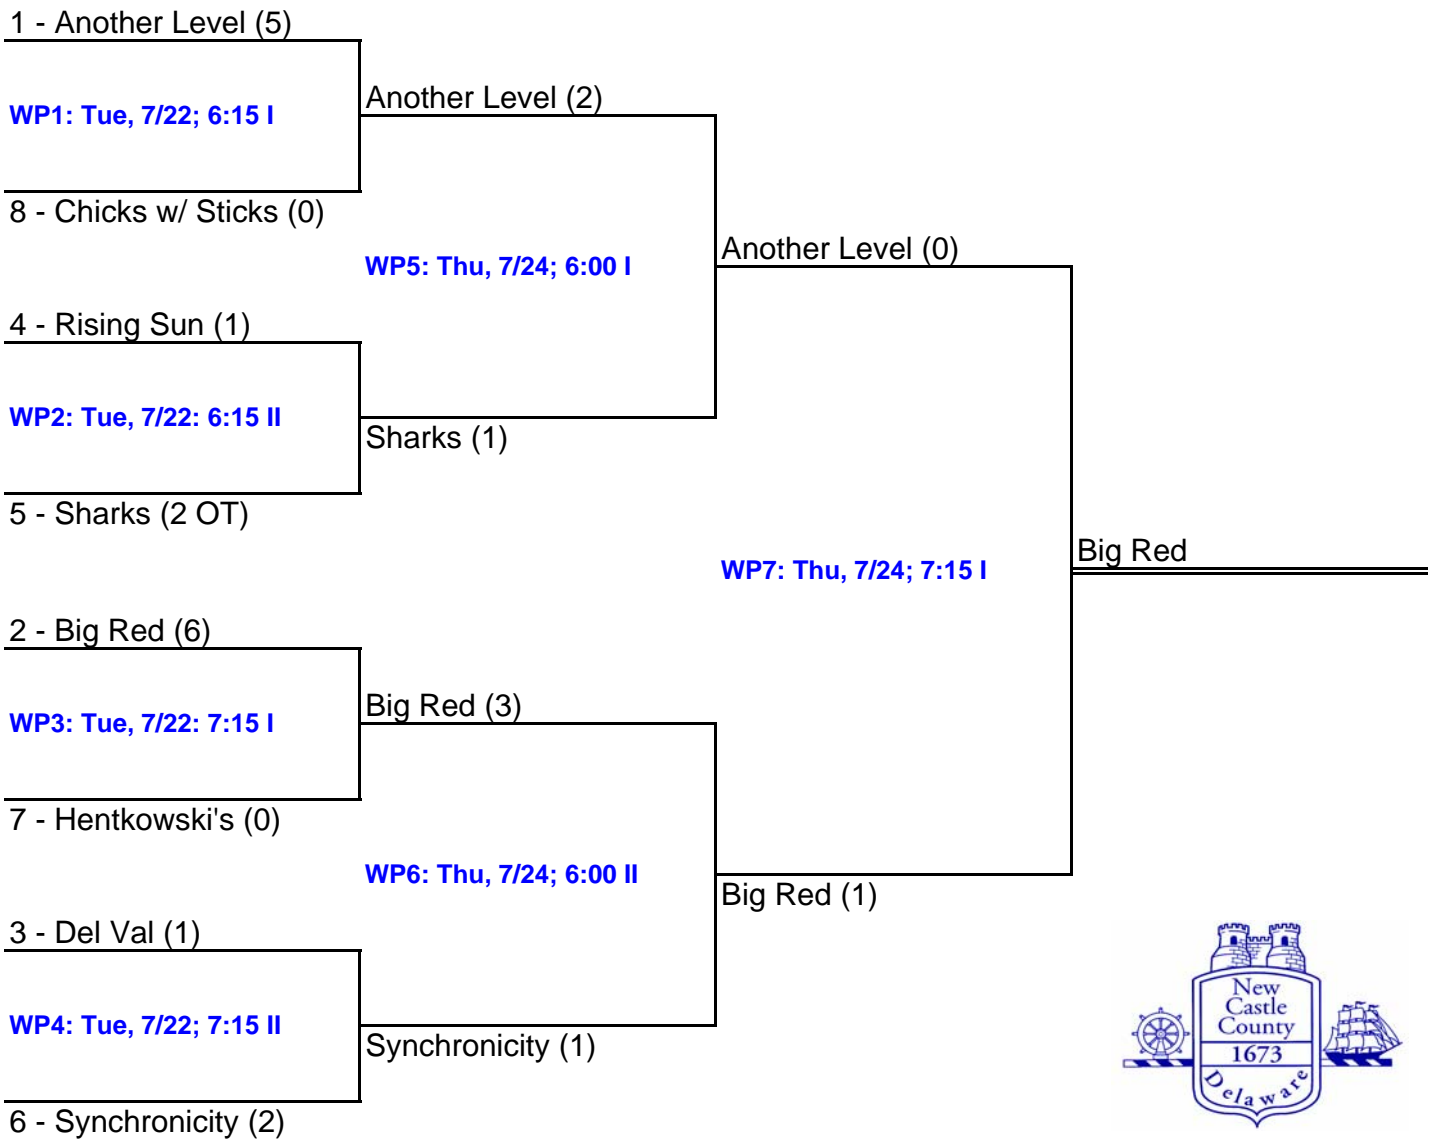 1 - Another Level (5)
WP1: Tue, 7/22; 6:15 I
8 - Chicks w/ Sticks (0)
4 - Rising Sun (1)
WP2: Tue, 7/22: 6:15 II
5 - Sharks (2 OT)
2 - Big Red (6)
WP3: Tue, 7/22: 7:15 I
7 - Hentkowski's (0)
3 - Del Val (1)
WP4: Tue, 7/22; 7:15 II
6 - Synchronicity (2)
Another Level (2)
WP5: Thu, 7/24; 6:00 I
Sharks (1)
Big Red (3)
WP6: Thu, 7/24; 6:00 II
Synchronicity (1)
Another Level (0)
WP7: Thu, 7/24; 7:15 I
Big Red (1)
Big Red
New
Castle
County
1673
Delaware